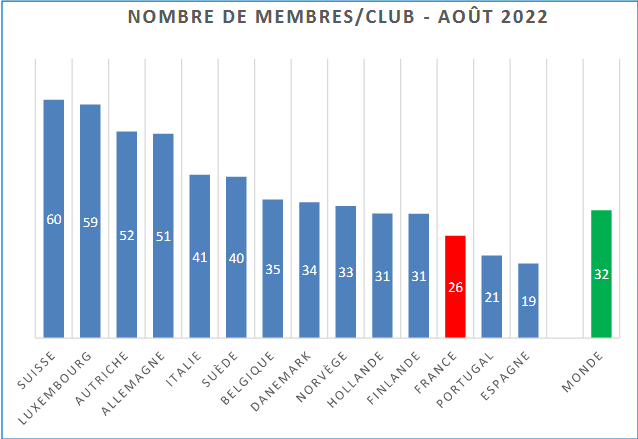 NOMBRE DE MEMBRES/CLUB - AOÛT 2022
60
59
52
51
41
40
35
34
33
31
31
26
21
19
32
SUISSE
LUXEMBOURG
AUTRICHE
ALLEMAGNE
ITALIE
SUÈDE
BELGIQUE
DANEMARK
NORVÈGE
HOLLANDE
FINLANDE
FRANCE
PORTUGAL
ESPAGNE
MONDE